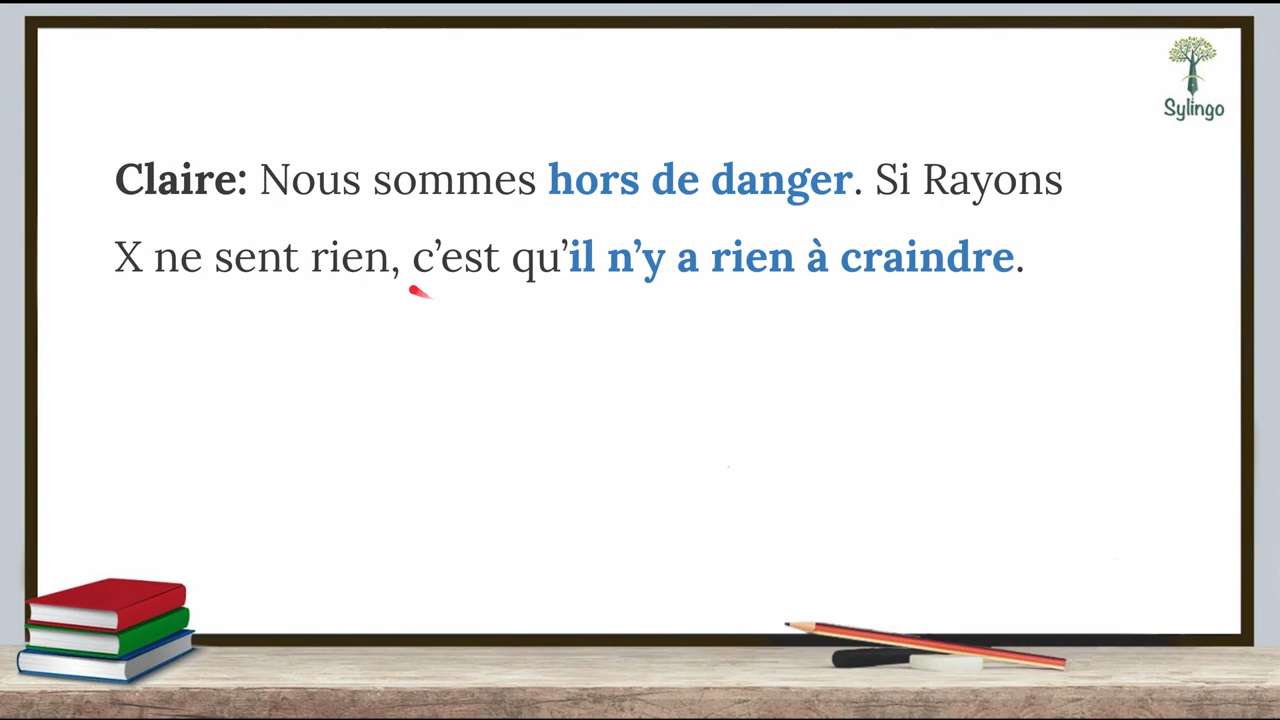 Sylingo
Claire: Nous sommes hors de danger. Si Rayons
X ne sent rien, c’est qu’il n’y a rien à craindre.